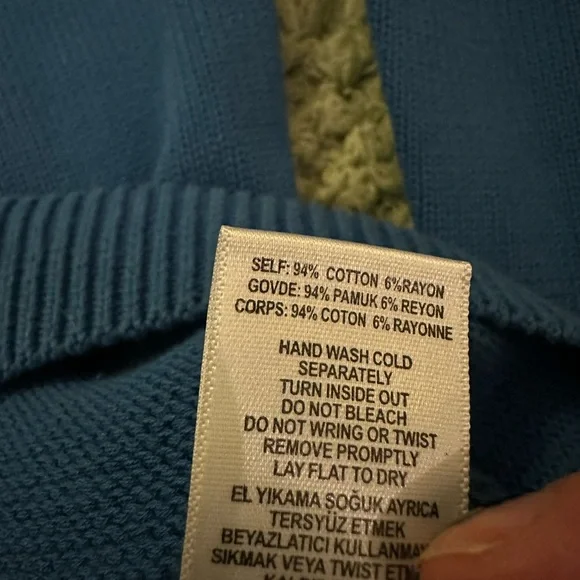 SELF: 94% COTTON 6%RAYON
GOVDE: 94% PAMUK 6% REYON
CORPS: 94% COTON 6% RAYONNE
HAND WASH COLD
SEPARATELY
TURN INSIDE OUT
DO NOT BLEACH
DO NOT WRING OR TWIST
REMOVE PROMPTLY
LAY FLAT TO DRY
EL YIKAMA SOĞUK AYRICA
TERSYÜZ ETMEK
BEYAZLATICI
SIKMAK VEYA TWIST